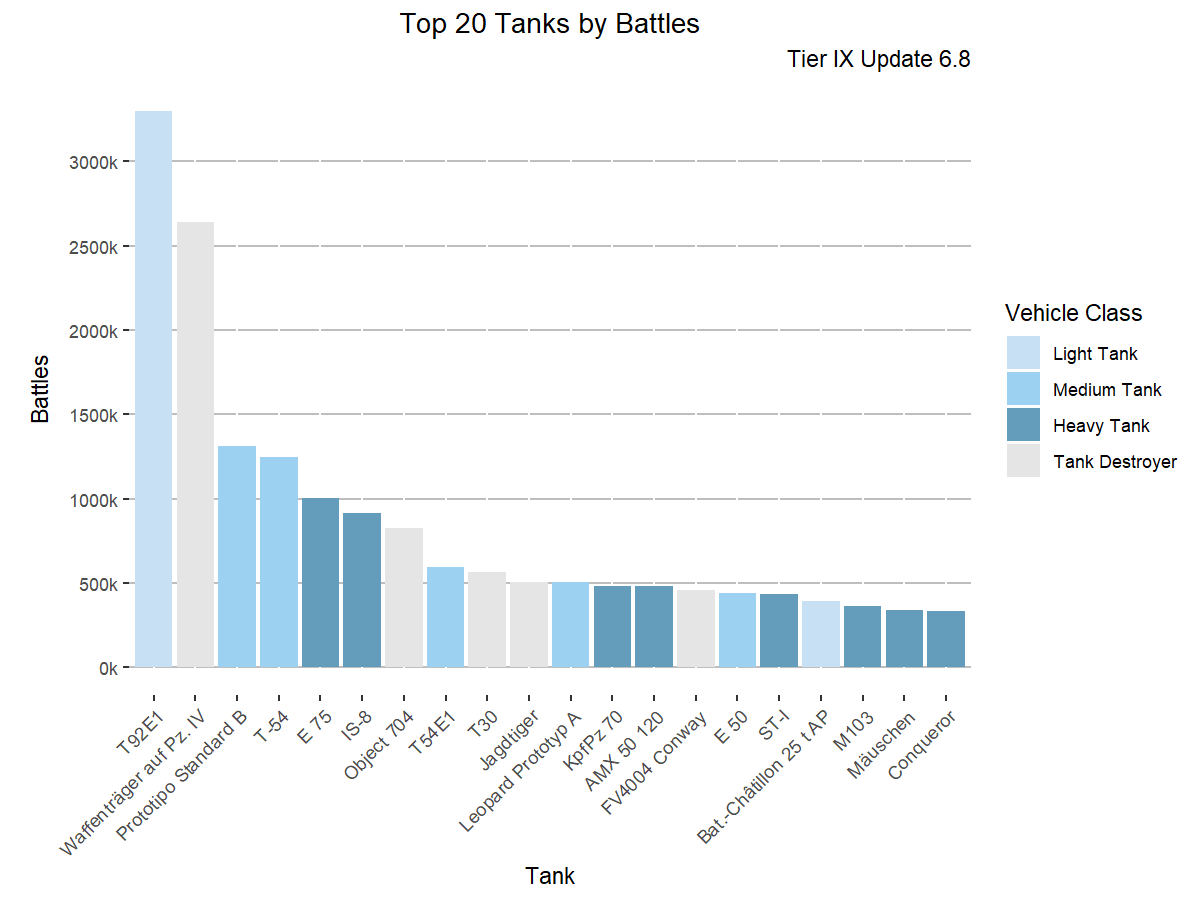 Top 20 Tanks by Battles
Tier IX Update 6.8
Battles
3000k
2500k
2000k
1500k
1000k
500k
0k
T92E1
Waffenträger auf Pz. IV
Prototipo Standard B
T-54
E 75
IS-8
Object 704
T54E1
T30
Jagdtiger
Leopard Prototyp A
KpfPz 70
AMX 50 120
FV4004 Conway
E 50
ST-I
Bat.-Châtillon 25 t AP
M103
Mäuschen
Conqueror
Tank
Vehicle Class
Light Tank
Medium Tank
Heavy Tank
Tank Destroyer